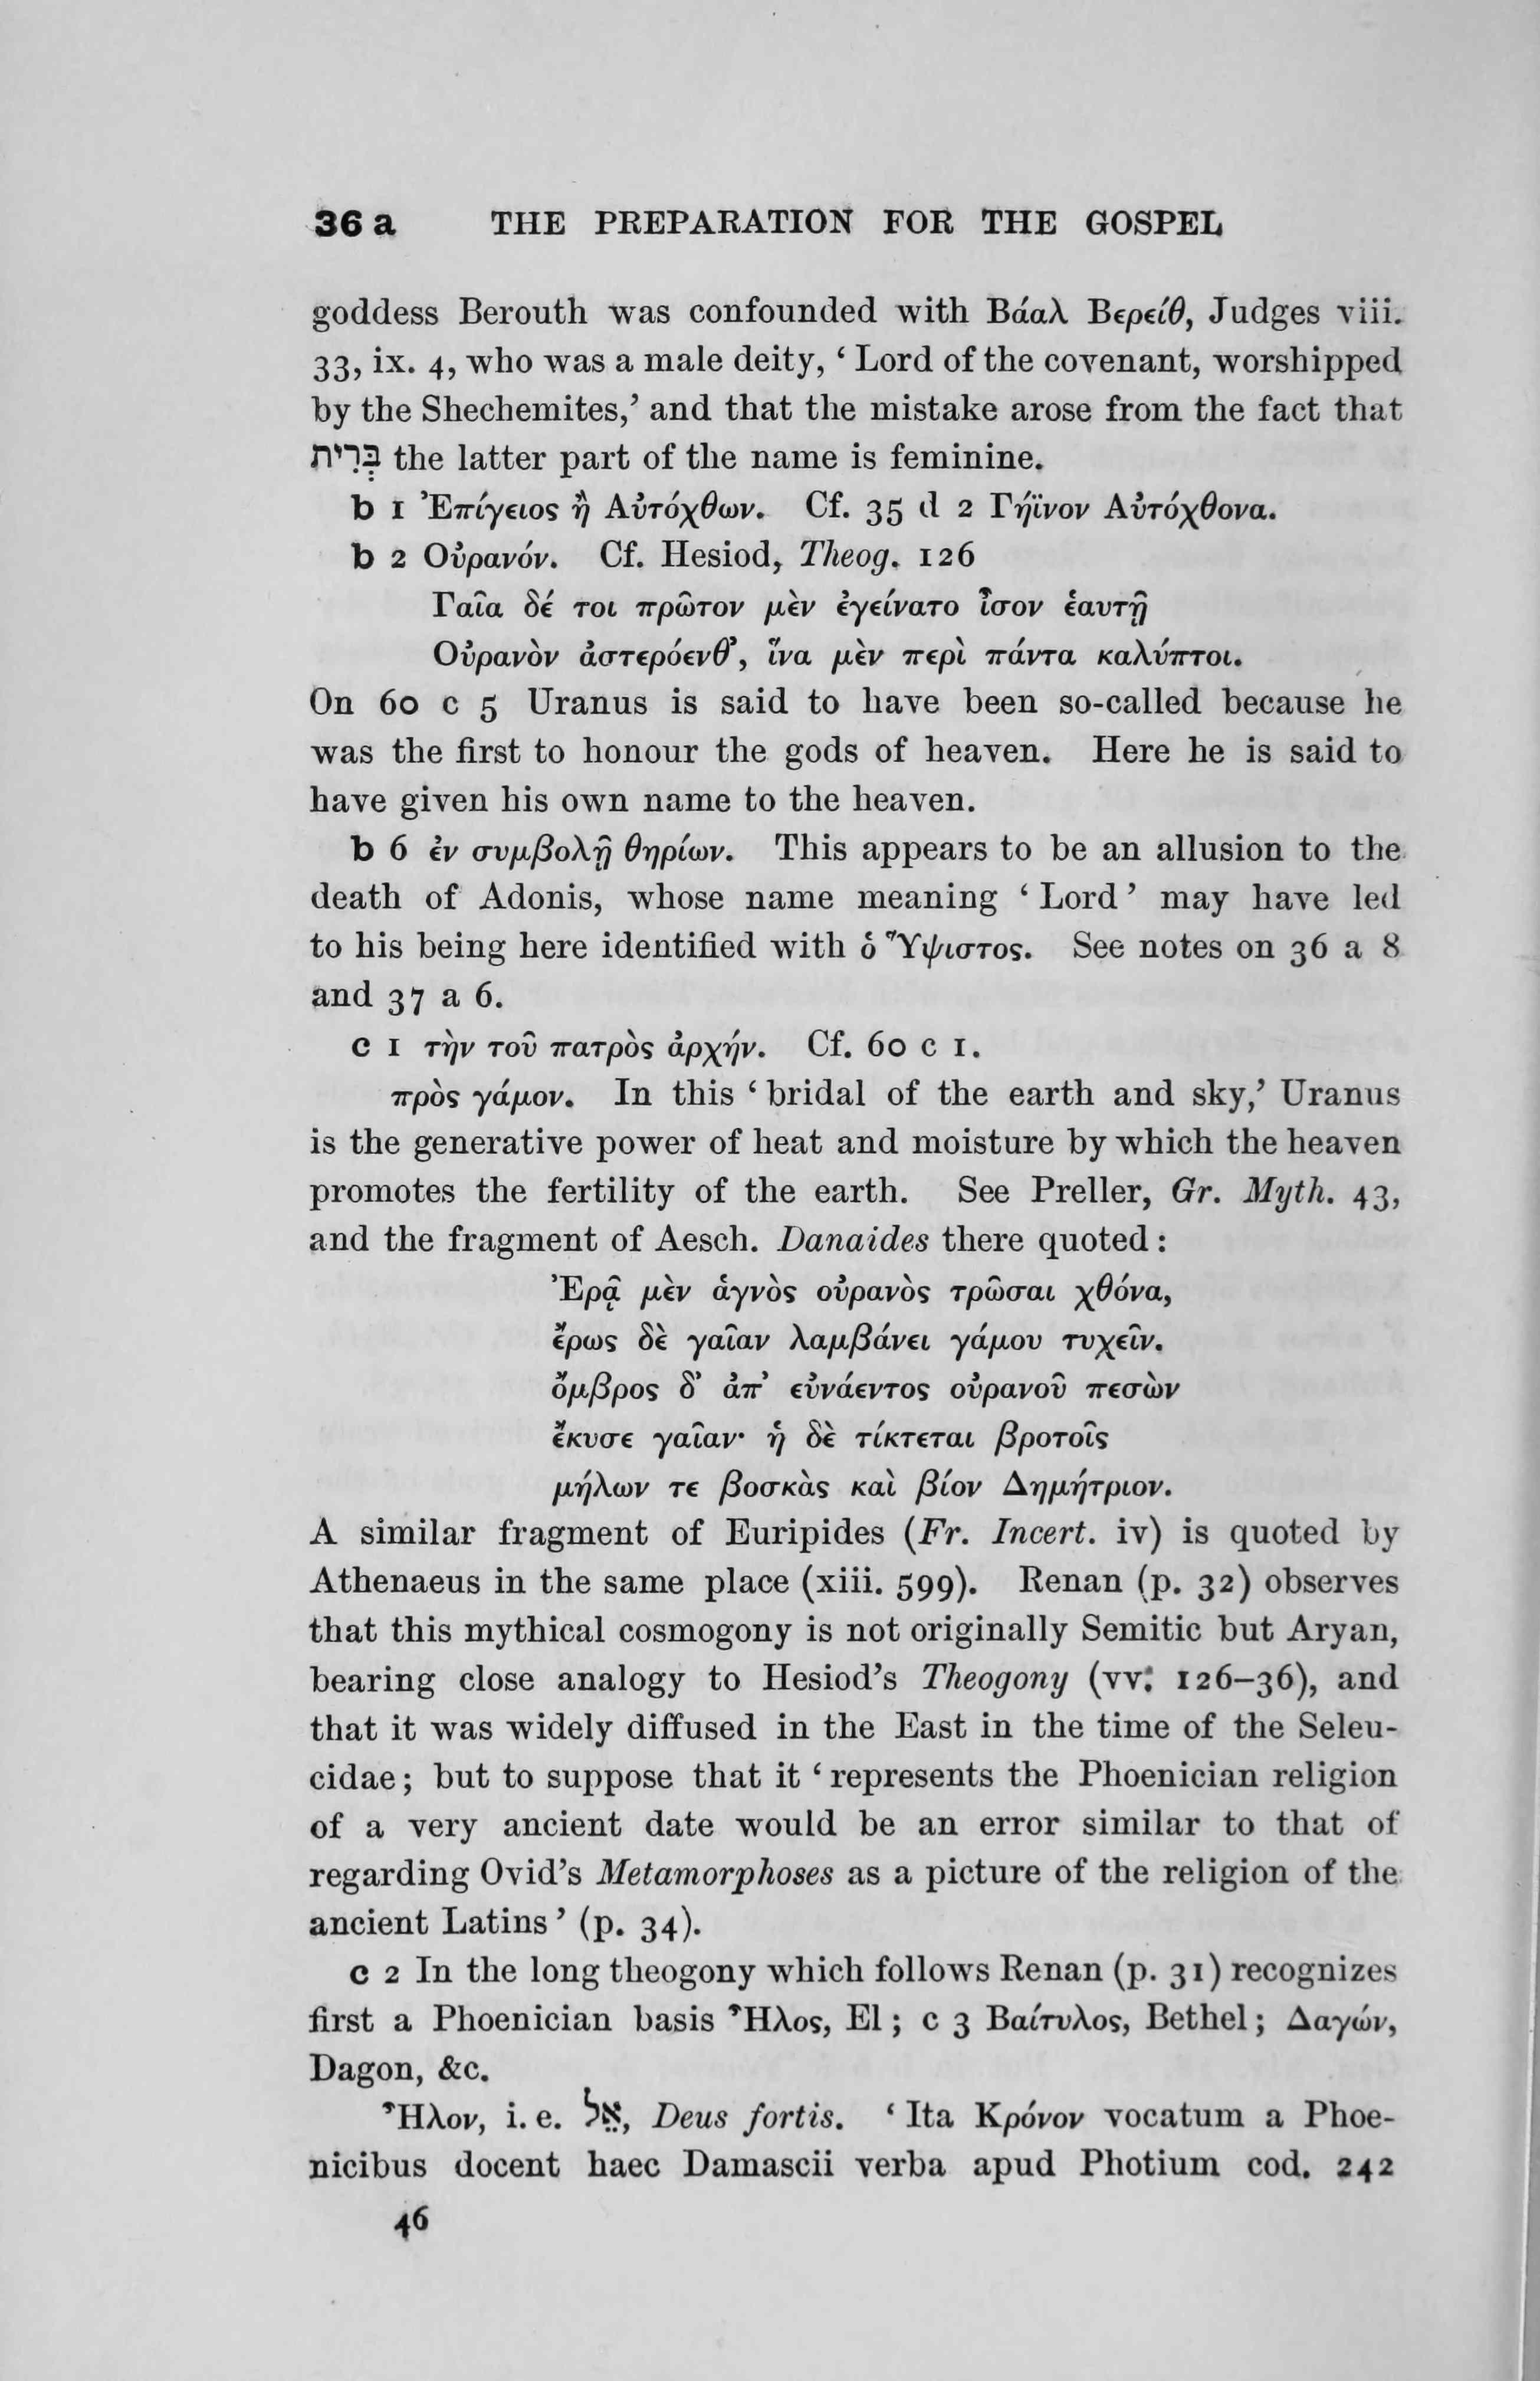 36 a THE PREPARATION FOR THE GOSPEL
goddess Berouth was confounded with Βάαλ Βερείθ, Judges viii.
33, ix. 4, who was a male deity, ‘ Lord of the covenant, worshipped
by the Shechemites,’ and that the mistake arose from the fact that
בְּרִית the latter part of the name is feminine.
b 1 Ἐπίγειος ἢ Αὐτόχθων. Cf. 35 d 2 Γήϊνον Αὐτόχθονα.
b 2 Οὐρανόν. Cf. Hesiod, Theog. 126
Γαῖα δέ τοι πρῶτον μὲν ἐγείνατο ἶσον ἑαυτῇ
Οὐρανὸν ἀστερόενθ’, ἵνα μὲν περὶ πάντα καλύπτοι.
On 60 c 5 Uranus is said to have been so-called because he
was the first to honour the gods of heaven. Here he is said to
have given his own name to the heaven.
b 6 ἐν συμβολῇ θηρίων. This appears to be an allusion to the
death of Adonis, whose name meaning ‘ Lord ’ may have led
to his being here identified with ὁ Ὕψιστος. See notes on 36 a 8
and 37 a 6.
c 1 τὴν τοῦ πατρὸς ἀρχήν. Cf. 60 c 1.
πρὸς γάμον. In this ‘ bridal of the earth and sky,’ Uranus
is the generative power of heat and moisture by which the heaven
promotes the fertility of the earth. See Preller, Gr. Myth. 43,
and the fragment of Aesch. Danaides there quoted :
Ἐρᾷ μὲν ἁγνὸς οὐρανὸς τρῶσαι χθόνα,
ἔρως δὲ γαῖαν λαμβάνει γάμου τυχεῖν.
ὄμβρος δ’ ἀπ’ εὐνάεντος οὐρανοῦ πεσὼν
ἔκυσε γαῖαν· ἡ δὲ τίκτεται βροτοῖς
μήλων τε βοσκὰς καὶ βίον Δημήτριον.
A similar fragment of Euripides (Fr. Incert. iv) is quoted by
Athenaeus in the same place (xiii. 599). Renan (p. 32) observes
that this mythical cosmogony is not originally Semitic but Aryan,
bearing close analogy to Hesiod’s Theogony (vv. 126–36), and
that it was widely diffused in the East in the time of the Seleu-
cidae ; but to suppose that it ‘ represents the Phoenician religion
of a very ancient date would be an error similar to that of
regarding Ovid’s Metamorphoses as a picture of the religion of the
ancient Latins ’ (p. 34).
c 2 In the long theogony which follows Renan (p. 31) recognizes
first a Phoenician basis Ἦλος, El ; c 3 Βαίτυλος, Bethel ; Δαγών,
Dagon, &c.
Ἦλον, i. e. אֵל, Deus fortis. ‘ Ita Κρόνον vocatum a Phoe-
nicibus docent haec Damascii verba apud Photium cod. 242
46